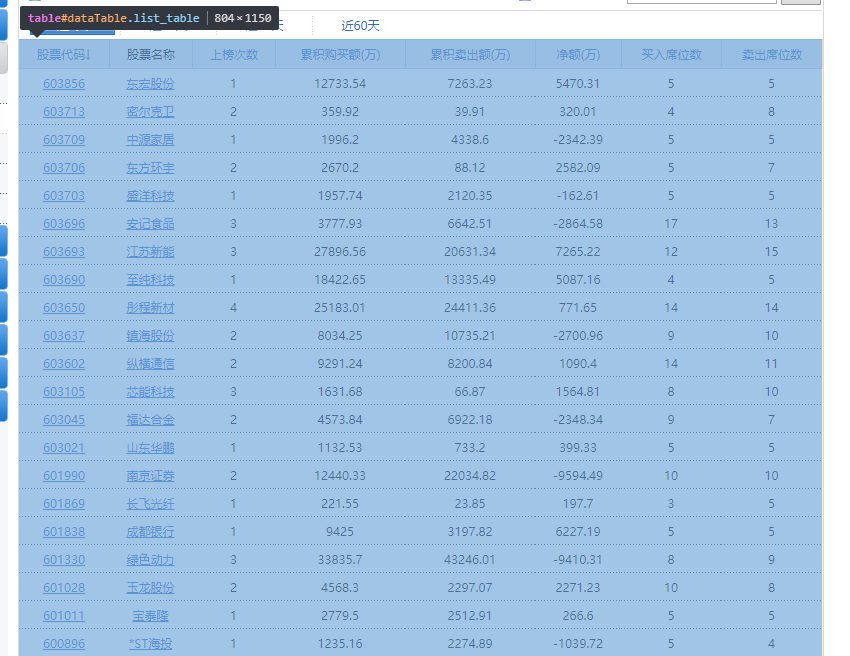 table#dataTable.list_table 804×1150
天 近60天
股票代码↓ 股票名称 上榜次数 累积购买额(万) 累积卖出额(万) 净额(万) 买入席位数 卖出席位数
603856 东宏股份 1 12733.54 7263.23 5470.31 5 5
603713 密尔克卫 2 359.92 39.91 320.01 4 8
603709 中源家居 1 1996.2 4338.6 -2342.39 5 5
603706 东方环宇 2 2670.2 88.12 2582.09 5 7
603703 盛洋科技 1 1957.74 2120.35 -162.61 5 5
603696 安记食品 3 3777.93 6642.51 -2864.58 17 13
603693 江苏新能 3 27896.56 20631.34 7265.22 12 15
603690 至纯科技 1 18422.65 13335.49 5087.16 4 5
603650 彤程新材 4 25183.01 24411.36 771.65 14 14
603637 镇海股份 2 8034.25 10735.21 -2700.96 9 10
603602 纵横通信 2 9291.24 8200.84 1090.4 14 11
603105 芯能科技 3 1631.68 66.87 1564.81 8 10
603045 福达合金 2 4573.84 6922.18 -2348.34 9 7
603021 山东华鹏 1 1132.53 733.2 399.33 5 5
601990 南京证券 2 12440.33 22034.82 -9594.49 10 10
601869 长飞光纤 1 221.55 23.85 197.7 3 5
601838 成都银行 1 9425 3197.82 6227.19 5 5
601330 绿色动力 3 33835.7 43246.01 -9410.31 8 9
601028 玉龙股份 2 4568.3 2297.07 2271.23 10 8
601011 宝泰隆 1 2779.5 2512.91 266.6 5 5
600896 *ST海投 1 1235.16 2274.89 -1039.72 5 4